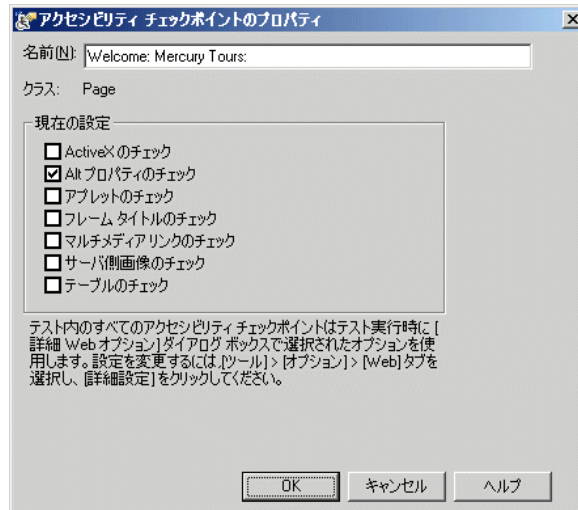 アクセシビリティ チェックポイントのプロパティ
名前(N): Welcome: Mercury Tours:
クラス: Page
現在の設定
ActiveX のチェック
Alt プロパティのチェック
アプレットのチェック
フレーム タイトルのチェック
マルチメディア リンクのチェック
サーバ側画像のチェック
テーブルのチェック
テスト内のすべてのアクセシビリティ チェックポイントはテスト実行時に [
詳細 Web オプション] ダイアログ ボックスで選択されたオプションを使
用します。設定を変更するには、[ツール] > [オプション] > [Web] タブを
選択し、[詳細設定] をクリックしてください。
OK キャンセル ヘルプ